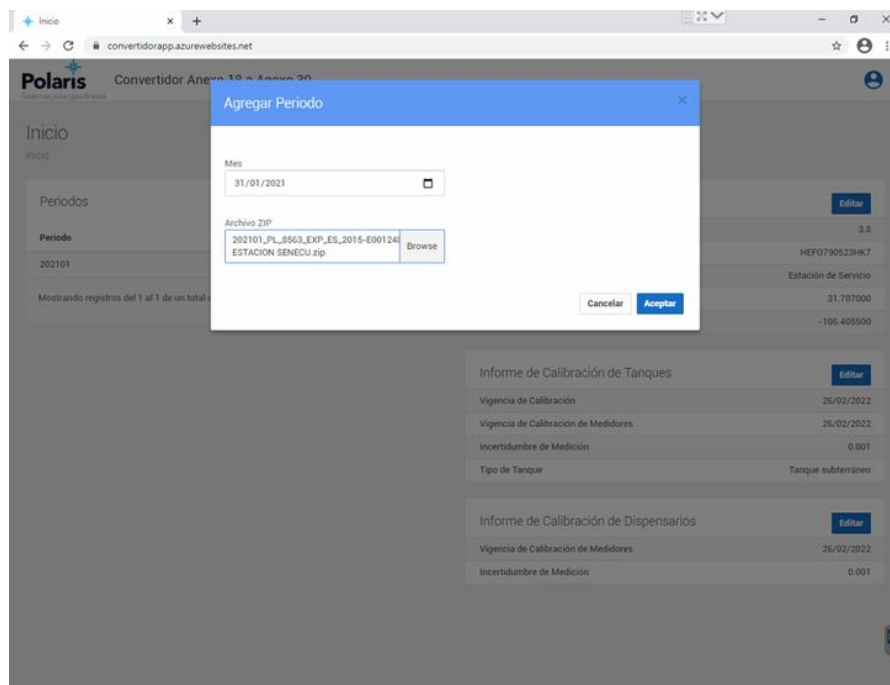 Inicio
convertidorapp.azurewebsites.net
Polaris
Convertidor Anexo 18 a Anexo 30
Agregar Periodo
Inicio
Inicio
Mes
31/01/2021
Archivo ZIP
202101_PL_8563_EXP_ES_2015-E00124
ESTACION SENECU.zip
Browse
Cancelar
Aceptar
Periodos
Periodo
202101
Mostrando registros del 1 al 1 de un total
Editar
3.8
HEFO790523HK7
Estación de Servicio
31.707000
-106.405500
Informe de Calibración de Tanques
Editar
Vigencia de Calibración
26/02/2022
Vigencia de Calibración de Medidores
26/02/2022
Incertidumbre de Medición
0.001
Tipo de Tanque
Tanque subterráneo
Informe de Calibración de Dispensarios
Editar
Vigencia de Calibración de Medidores
26/02/2022
Incertidumbre de Medición
0.001